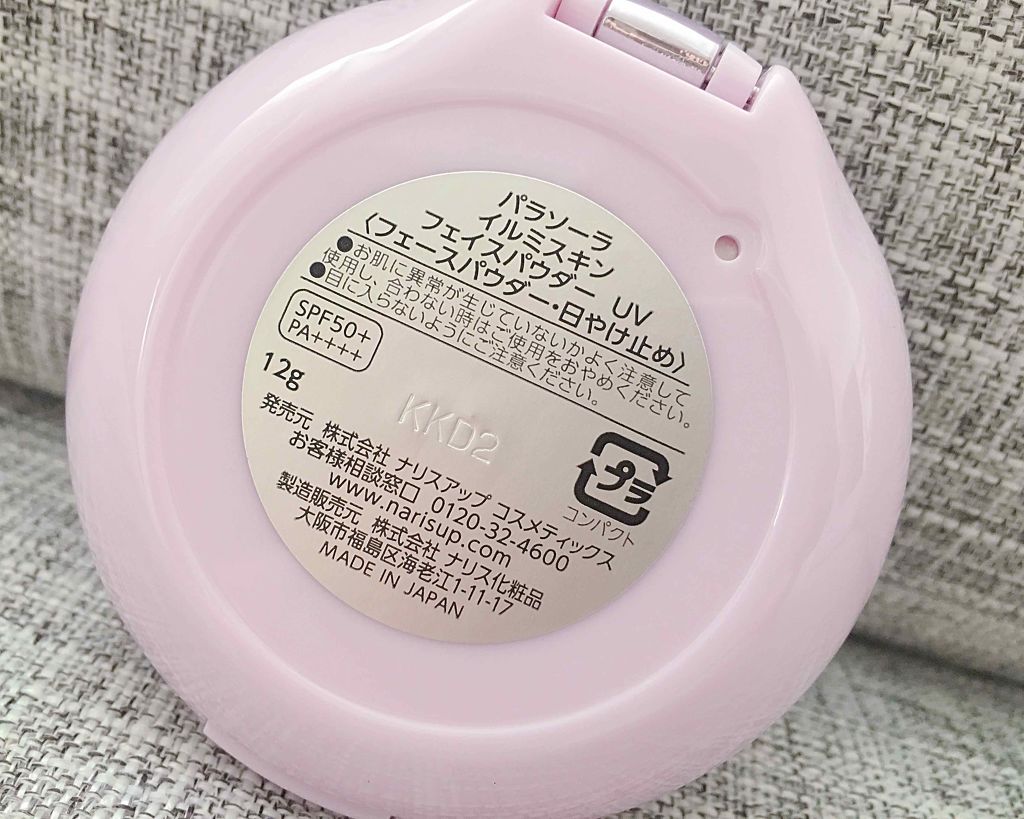 パラソーラ
イルミスキン
フェイスパウダー UV
〈フェースパウダー・日やけ止め〉
●お肌に異常が生じていないかよく注意して
使用し、合わない時はご使用をおやめください。
●目に入らないようにご注意ください。
SPF50+
PA++++
12g
KKD2
プラ
コンパクト
発売元 株式会社 ナリスアップ コスメティックス
お客様相談窓口 0120-32-4600
www.narisup.com
製造販売元 株式会社 ナリス化粧品
大阪市福島区海老江1-11-17
MADE IN JAPAN